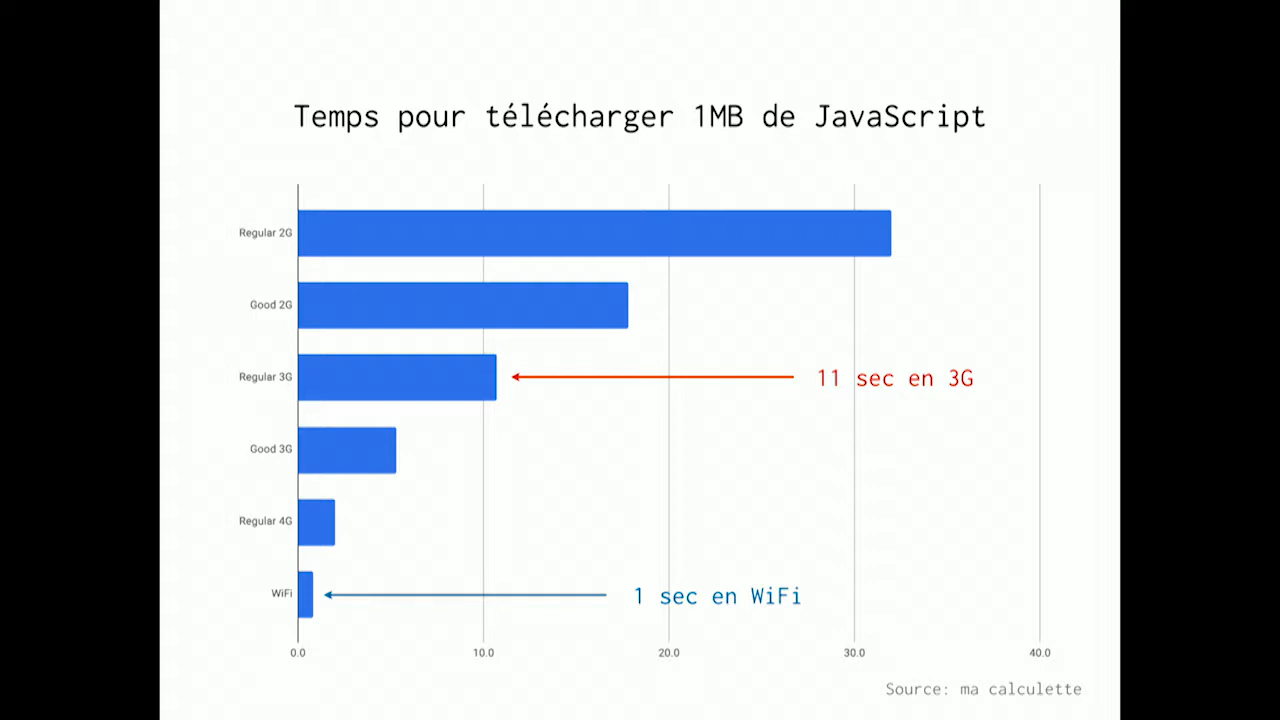 Temps pour télécharger 1MB de JavaScript
Regular 2G
Good 2G
Regular 3G
11 sec en 3G
Good 3G
Regular 4G
WiFi
1 sec en WiFi
0.0 10.0 20.0 30.0 40.0
Source: ma calculette